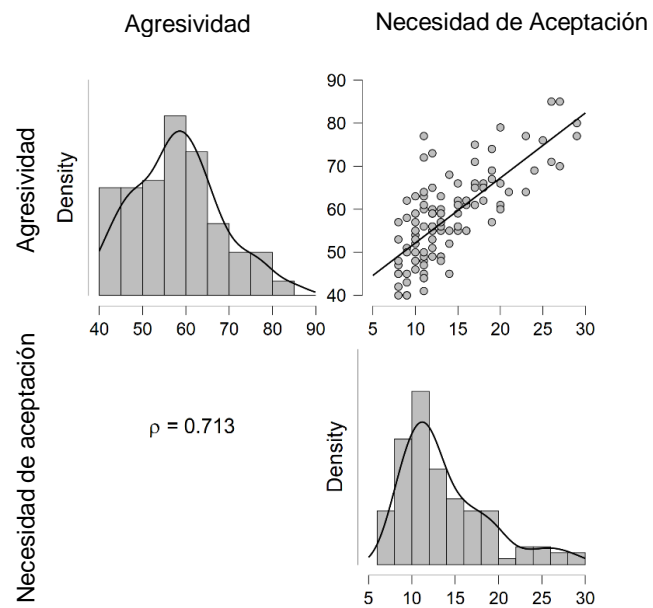 Agresividad
Necesidad de Aceptación
Agresividad
Density
40 50 60 70 80 90
90
80
70
60
50
40
5 10 15 20 25 30
Necesidad de aceptación
ρ = 0.713
Density
5 10 15 20 25 30